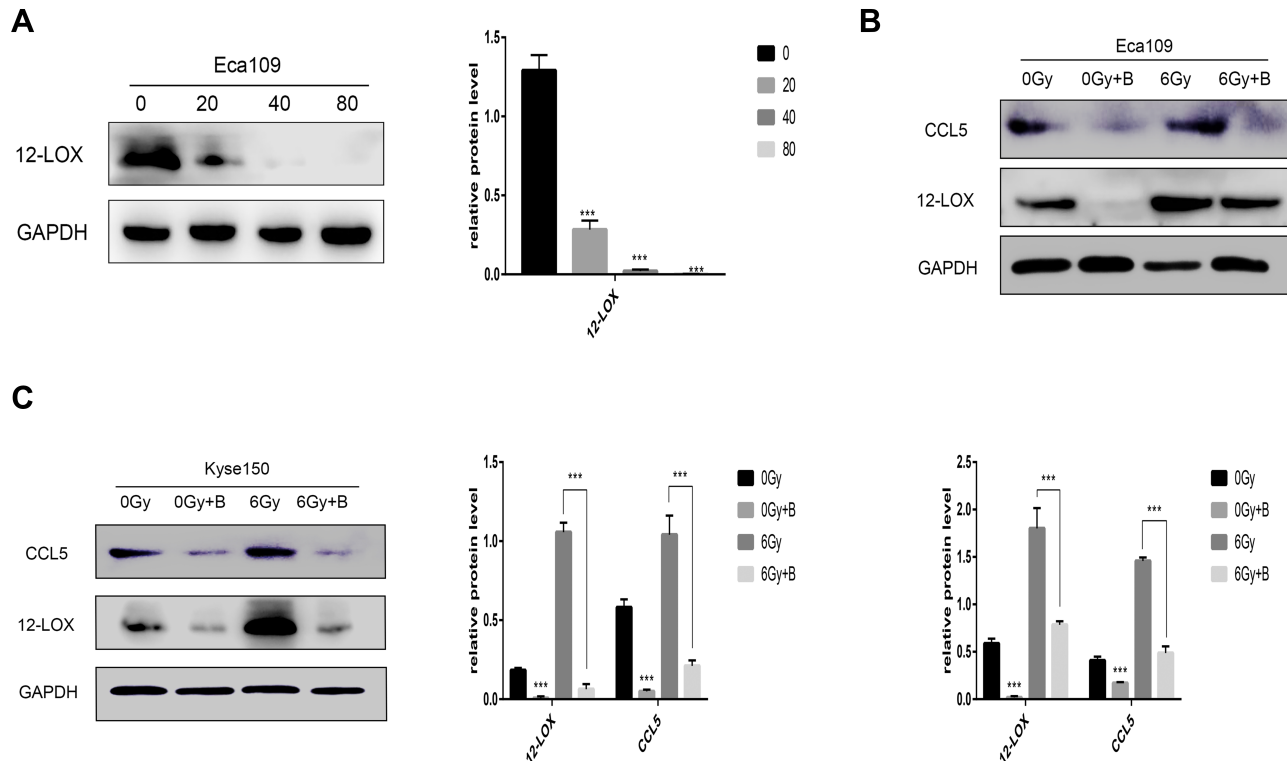 A
Eca109
0 20 40 80
12-LOX
GAPDH
relative protein level
1.5
1.0
0.5
0.0
***
***
***
12-LOX
0
20
40
80
B
Eca109
0Gy 0Gy+B 6Gy 6Gy+B
CCL5
12-LOX
GAPDH
C
Kyse150
0Gy 0Gy+B 6Gy 6Gy+B
CCL5
12-LOX
GAPDH
relative protein level
1.5
1.0
0.5
0.0
***
***
***
***
12-LOX
CCL5
0Gy
0Gy+B
6Gy
6Gy+B
relative protein level
2.5
2.0
1.5
1.0
0.5
0.0
***
***
***
***
12-LOX
CCL5
0Gy
0Gy+B
6Gy
6Gy+B